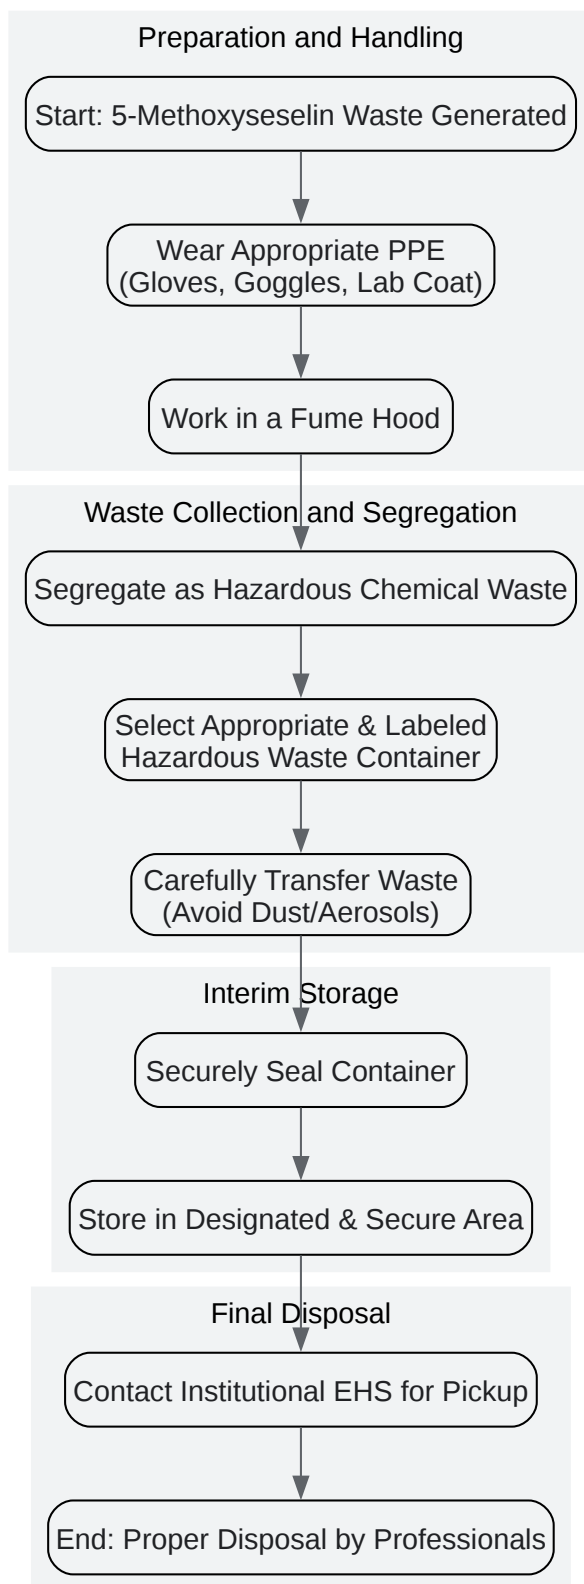 Preparation and Handling
Start: 5-Methoxyseselin Waste Generated
Wear Appropriate PPE
(Gloves, Goggles, Lab Coat)
Work in a Fume Hood
Waste Collection and Segregation
Segregate as Hazardous Chemical Waste
Select Appropriate & Labeled
Hazardous Waste Container
Carefully Transfer Waste
(Avoid Dust/Aerosols)
Interim Storage
Securely Seal Container
Store in Designated & Secure Area
Final Disposal
Contact Institutional EHS for Pickup
End: Proper Disposal by Professionals